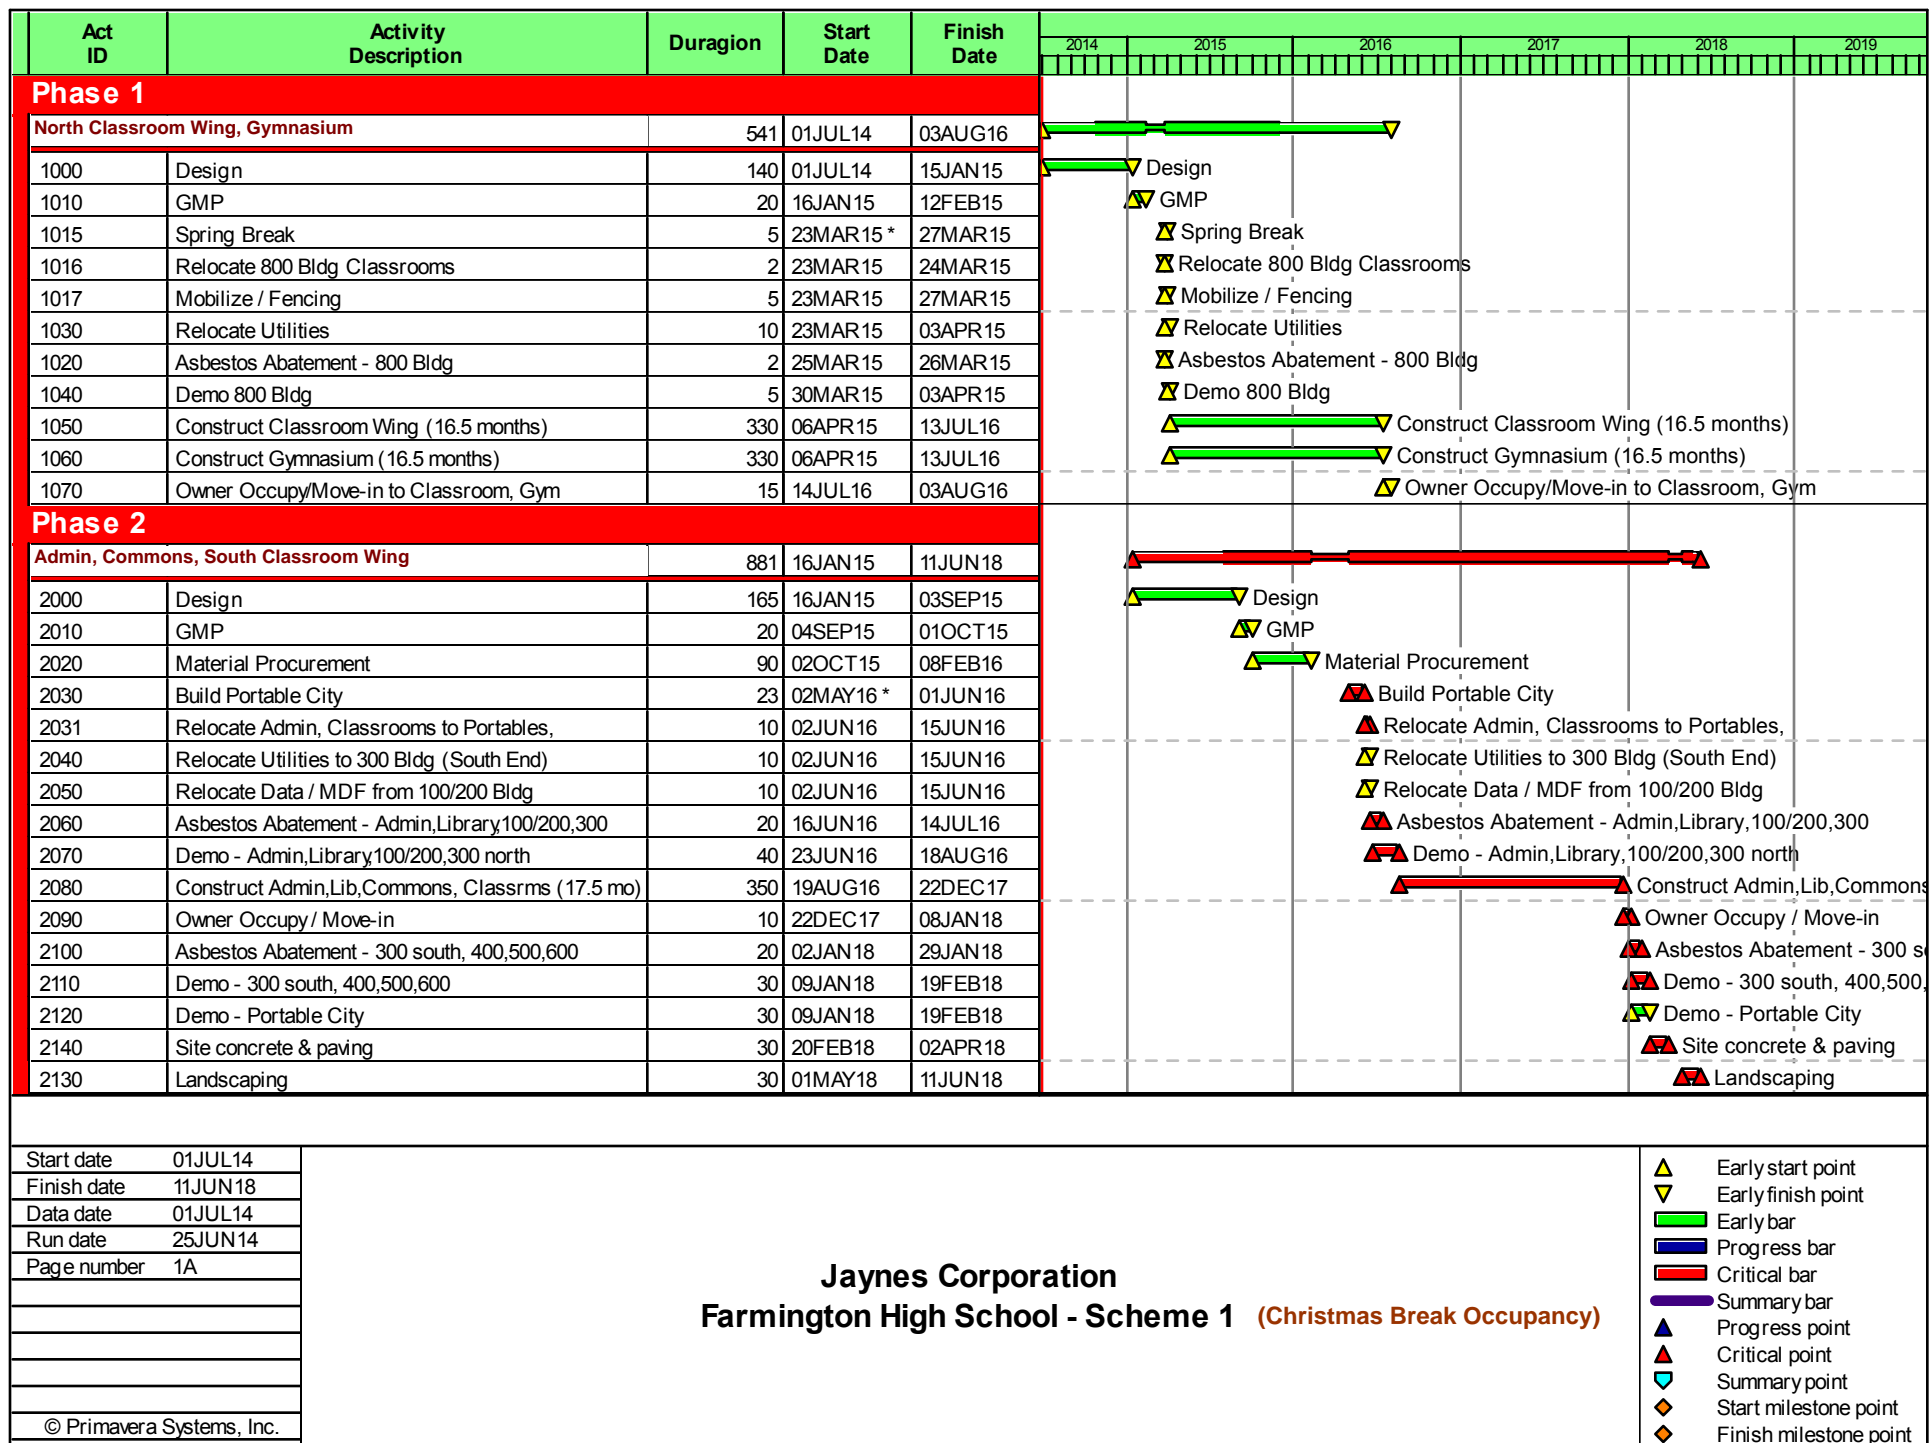 Act ID Activity Description Duragion Start Date Finish Date 2014 2015 2016 2017 2018 2019
Phase 1
North Classroom Wing, Gymnasium 541 01JUL14 03AUG16
1000 Design 140 01JUL14 15JAN15 Design
1010 GMP 20 16JAN15 12FEB15 GMP
1015 Spring Break 5 23MAR15 * 27MAR15 Spring Break
1016 Relocate 800 Bldg Classrooms 2 23MAR15 24MAR15 Relocate 800 Bldg Classrooms
1017 Mobilize / Fencing 5 23MAR15 27MAR15 Mobilize / Fencing
1030 Relocate Utilities 10 23MAR15 03APR15 Relocate Utilities
1020 Asbestos Abatement - 800 Bldg 2 25MAR15 26MAR15 Asbestos Abatement - 800 Bldg
1040 Demo 800 Bldg 5 30MAR15 03APR15 Demo 800 Bldg
1050 Construct Classroom Wing (16.5 months) 330 06APR15 13JUL16 Construct Classroom Wing (16.5 months)
1060 Construct Gymnasium (16.5 months) 330 06APR15 13JUL16 Construct Gymnasium (16.5 months)
1070 Owner Occupy/Move-in to Classroom, Gym 15 14JUL16 03AUG16 Owner Occupy/Move-in to Classroom, Gym
Phase 2
Admin, Commons, South Classroom Wing 881 16JAN15 11JUN18
2000 Design 165 16JAN15 03SEP15 Design
2010 GMP 20 04SEP15 01OCT15 GMP
2020 Material Procurement 90 02OCT15 08FEB16 Material Procurement
2030 Build Portable City 23 02MAY16 * 01JUN16 Build Portable City
2031 Relocate Admin, Classrooms to Portables, 10 02JUN16 15JUN16 Relocate Admin, Classrooms to Portables,
2040 Relocate Utilities to 300 Bldg (South End) 10 02JUN16 15JUN16 Relocate Utilities to 300 Bldg (South End)
2050 Relocate Data / MDF from 100/200 Bldg 10 02JUN16 15JUN16 Relocate Data / MDF from 100/200 Bldg
2060 Asbestos Abatement - Admin,Library,100/200,300 20 16JUN16 14JUL16 Asbestos Abatement - Admin,Library,100/200,300
2070 Demo - Admin,Library,100/200,300 north 40 23JUN16 18AUG16 Demo - Admin,Library,100/200,300 north
2080 Construct Admin,Lib,Commons, Classrms (17.5 mo) 350 19AUG16 22DEC17 Construct Admin,Lib,Commons
2090 Owner Occupy / Move-in 10 22DEC17 08JAN18 Owner Occupy / Move-in
2100 Asbestos Abatement - 300 south, 400,500,600 20 02JAN18 29JAN18 Asbestos Abatement - 300 s
2110 Demo - 300 south, 400,500,600 30 09JAN18 19FEB18 Demo - 300 south, 400,500,
2120 Demo - Portable City 30 09JAN18 19FEB18 Demo - Portable City
2140 Site concrete & paving 30 20FEB18 02APR18 Site concrete & paving
2130 Landscaping 30 01MAY18 11JUN18 Landscaping
Start date 01JUL14
Finish date 11JUN18
Data date 01JUL14
Run date 25JUN14
Page number 1A
© Primavera Systems, Inc.
Jaynes Corporation
Farmington High School - Scheme 1 (Christmas Break Occupancy)
Early start point
Early finish point
Early bar
Progress bar
Critical bar
Summary bar
Progress point
Critical point
Summary point
Start milestone point
Finish milestone point